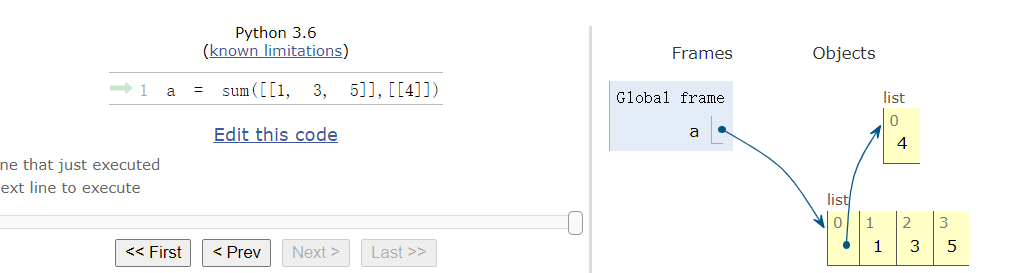 Python 3.6
(known limitations)
1 a = sum([[1, 3, 5]],[[4]])
Edit this code
ne that just executed
ext line to execute
<< First < Prev Next > Last >>
Frames Objects
Global frame
a
list
0
4
list
0 1 2 3
1 3 5